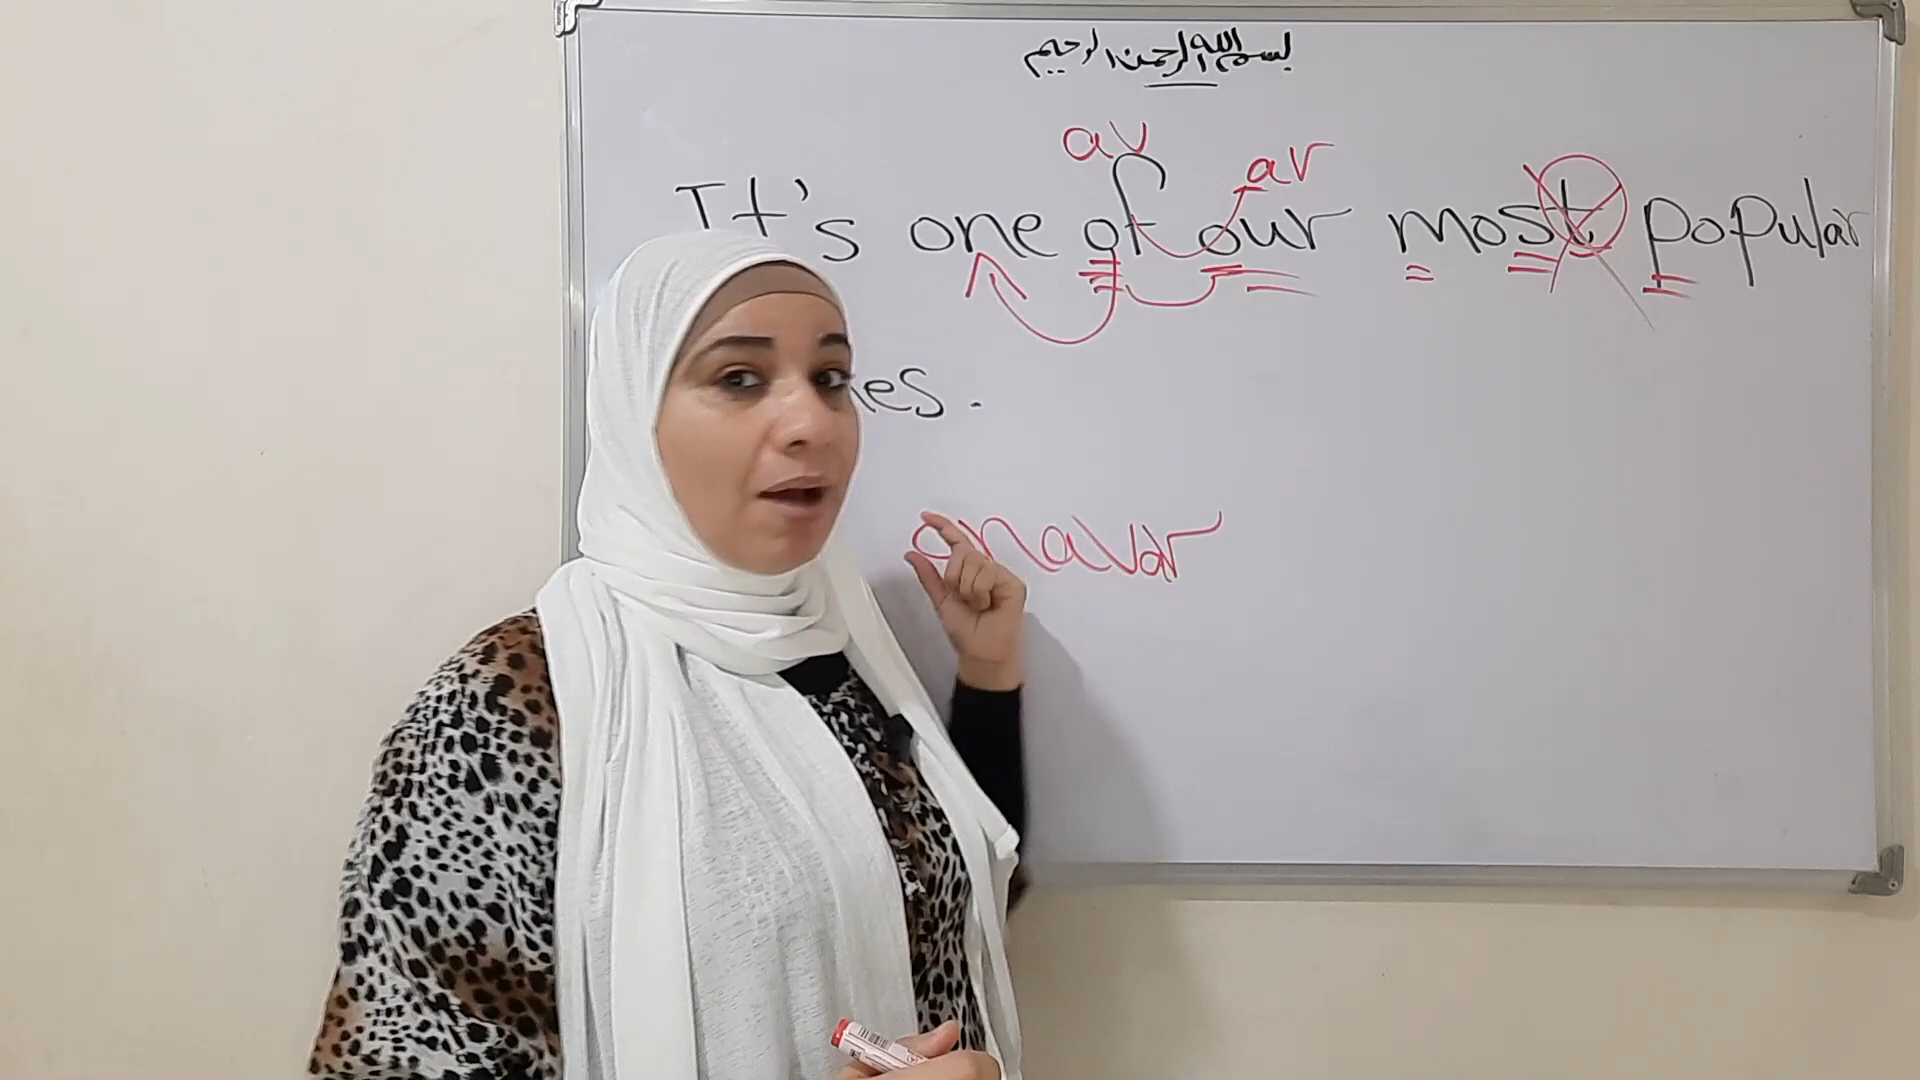 بسم الله الرحمن الرحيم
av ar
It's one of our most popular
es.
anavar